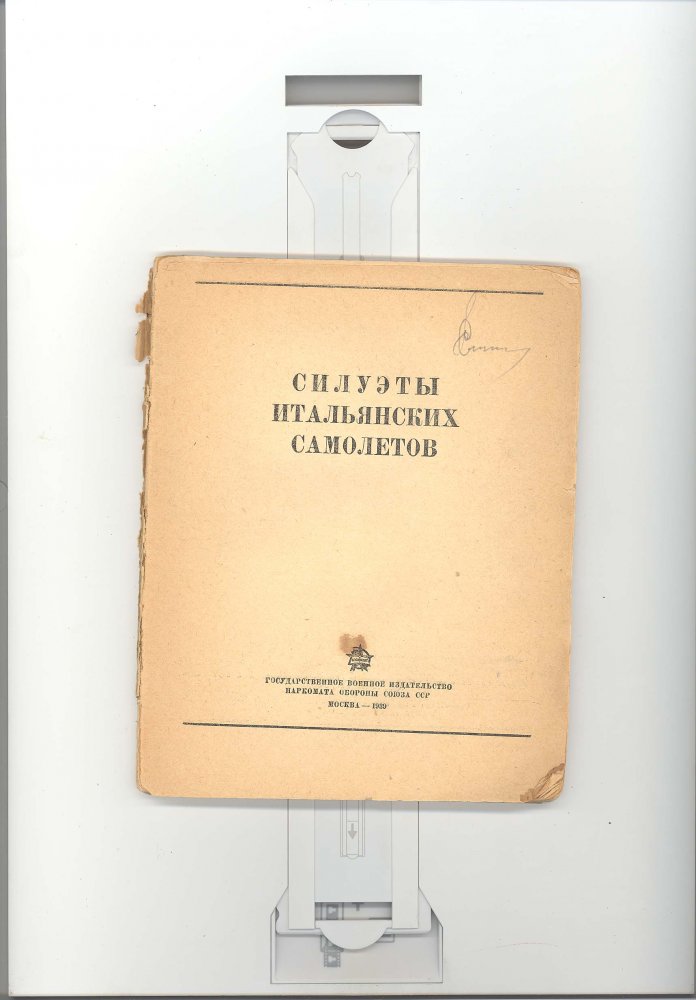 СИЛУЭТЫ
ИТАЛЬЯНСКИХ
САМОЛЕТОВ
ГОСУДАРСТВЕННОЕ ВОЕННОЕ ИЗДАТЕЛЬСТВО
НАРКОМАТА ОБОРОНЫ СОЮЗА ССР
МОСКВА — 1939